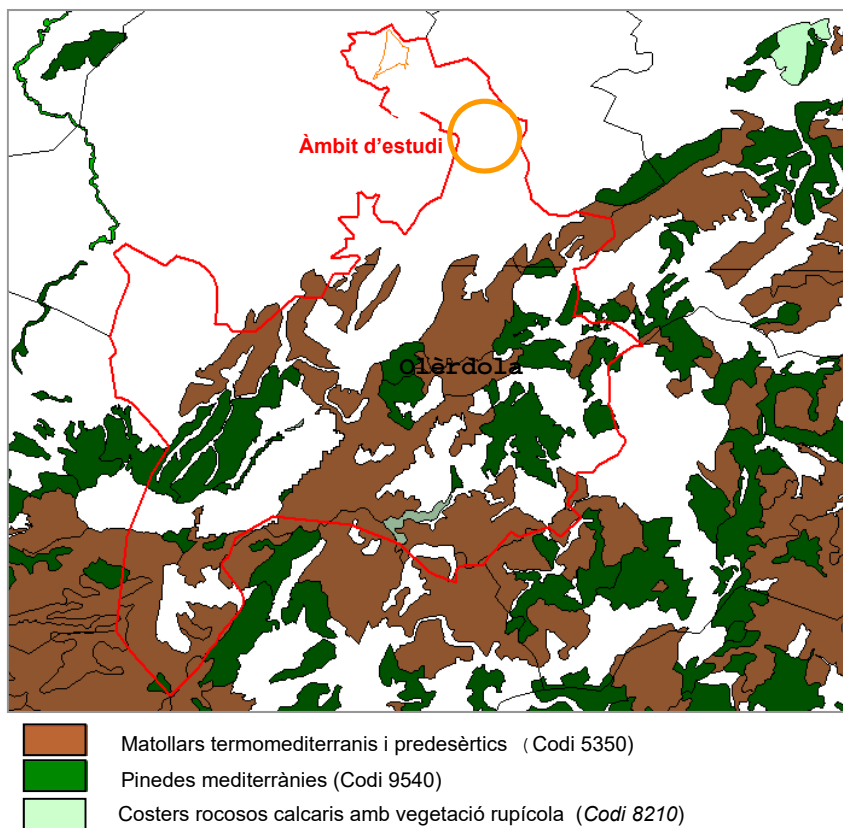 Àmbit d’estudi
Olèrdola
Matollars termomediterranis i predesèrtics (Codi 5350)
Pinedes mediterrànies (Codi 9540)
Costers rocosos calcaris amb vegetació rupícola (Codi 8210)